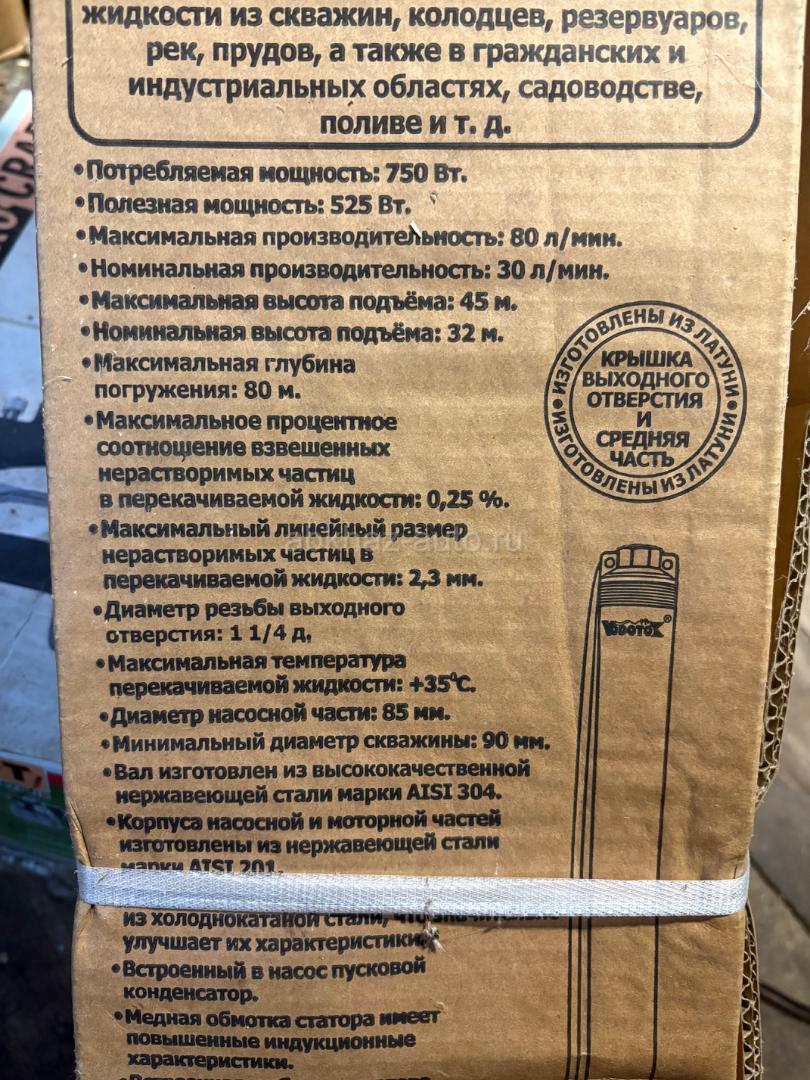 жидкости из скважин, колодцев, резервуаров,
рек, прудов, а также в гражданских и
индустриальных областях, садоводстве,
поливе и т. д.
•Потребляемая мощность: 750 Вт.
•Полезная мощность: 525 Вт.
•Максимальная производительность: 80 л/мин.
•Номинальная производительность: 30 л/мин.
•Максимальная высота подъёма: 45 м.
•Номинальная высота подъёма: 32 м.
•Максимальная глубина
погружения: 80 м.
•Максимальное процентное
соотношение взвешенных
нерастворимых частиц
в перекачиваемой жидкости: 0,25 %.
•Максимальный линейный размер
нерастворимых частиц в
перекачиваемой жидкости: 2,3 мм.
•Диаметр резьбы выходного
отверстия: 1 1/4 д.
•Максимальная температура
перекачиваемой жидкости: +35°С.
•Диаметр насосной части: 85 мм.
•Минимальный диаметр скважины: 90 мм.
•Вал изготовлен из высококачественной
нержавеющей стали марки AISI 304.
•Корпуса насосной и моторной частей
изготовлены из нержавеющей стали
марки AISI 201.
из холоднокатаной стали, что
улучшает их характеристики.
•Встроенный в насос пусковой
конденсатор.
•Медная обмотка статора имеет
повышенные индукционные
характеристики.
ИЗГОТОВЛЕНЫ ИЗ ЛАТУНИ
КРЫШКА
ВЫХОДНОГО
ОТВЕРСТИЯ
И
СРЕДНЯЯ
ЧАСТЬ
ИЗГОТОВЛЕНЫ ИЗ ЛАТУНИ
VODOTOK®